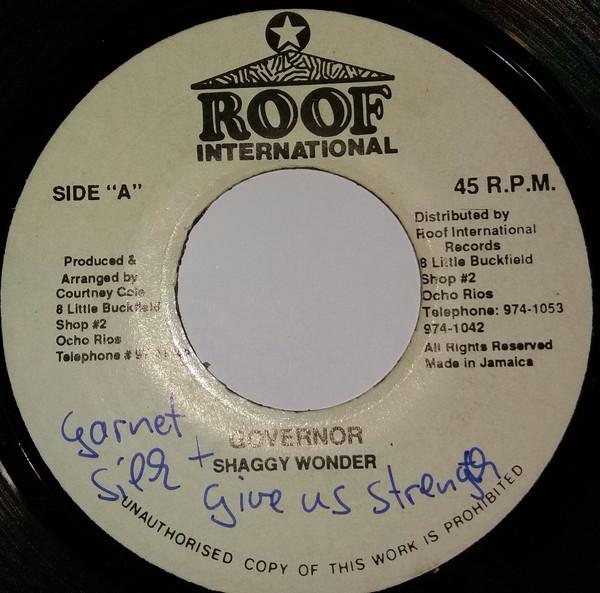 ROOF
INTERNATIONAL
SIDE "A"
45 R.P.M.
Produced &
Arranged by
Courtney Cole
8 Little Buckfield
Shop #2
Ocho Rios
Telephone #
Distributed by
Roof International
Records
8 Little Buckfield
Shop #2
Ocho Rios
Telephone: 974-1053
974-1042
All Rights Reserved
Made in Jamaica
GOVERNOR
SHAGGY WONDER
garnet
Silk + give us strength
UNAUTHORISED COPY OF THIS WORK IS PROHIBITED